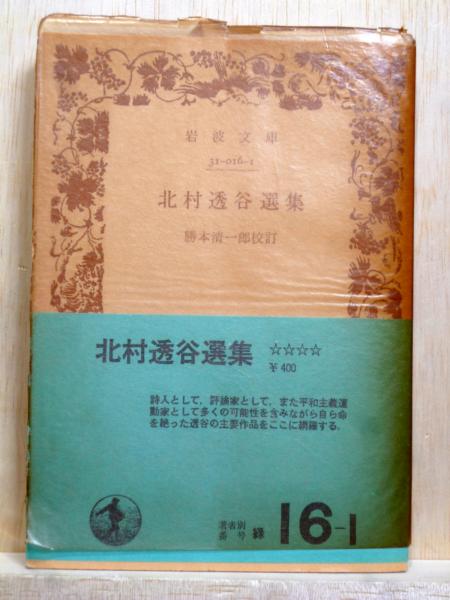 岩波文庫
31-016-1
北村透谷選集
勝本清一郎校訂
北村透谷選集 ☆☆☆☆
¥400
詩人として，評論家として，また平和主義運
動家として多くの可能性を含みながら自ら命
を絶った透谷の主要作品をここに網羅する．
著者別
番号 緑 16-1